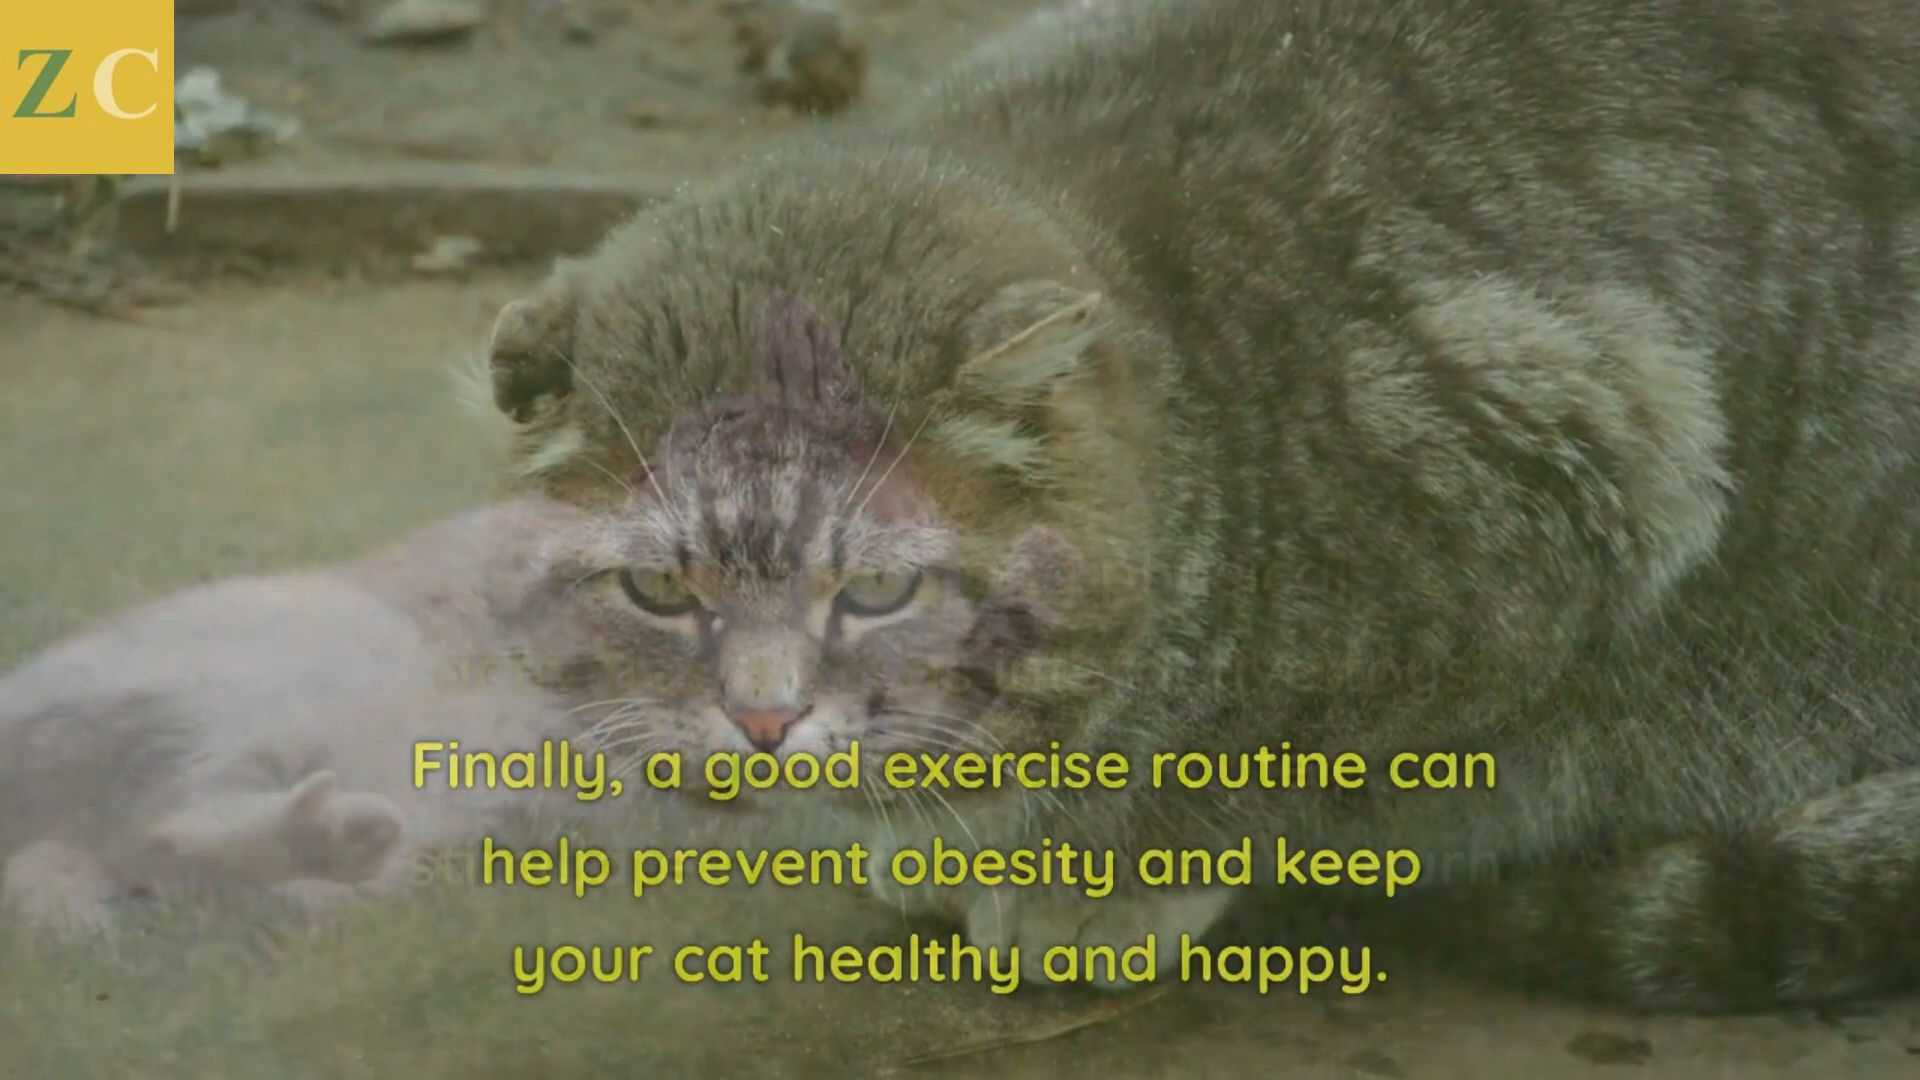 ZC
Finally, a good exercise routine can
help prevent obesity and keep
your cat healthy and happy.